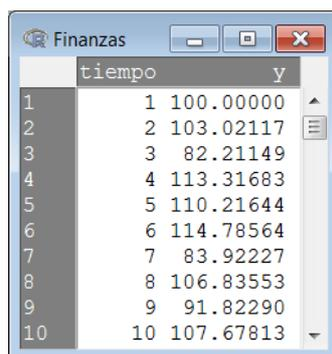 Finanzas
tiempo y
1 1 100.00000
2 2 103.02117
3 3 82.21149
4 4 113.31683
5 5 110.21644
6 6 114.78564
7 7 83.92227
8 8 106.83553
9 9 91.82290
10 10 107.67813